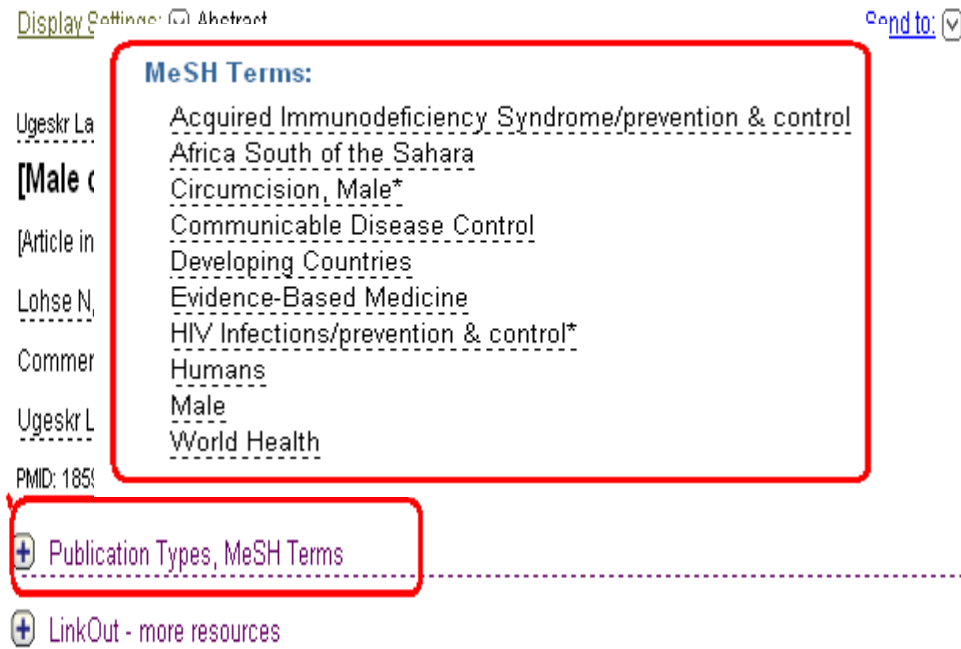 Display Settings: Abstract
Send to:
MeSH Terms:
Acquired Immunodeficiency Syndrome/prevention & control
Africa South of the Sahara
Circumcision, Male*
Communicable Disease Control
Developing Countries
Evidence-Based Medicine
HIV Infections/prevention & control*
Humans
Male
World Health
Ugeskr La
[Male c
[Article in
Lohse N,
Commer
Ugeskr L
PMID: 1859
Publication Types, MeSH Terms
LinkOut - more resources